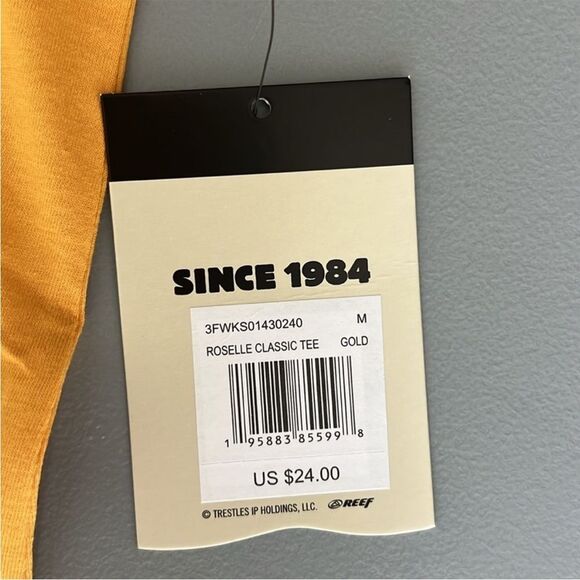 SINCE 1984
3FWKS01430240 M
ROSELLE CLASSIC TEE GOLD
1 95883 85599 8
US $24.00
© TRESTLES IP HOLDINGS, LLC. REEF